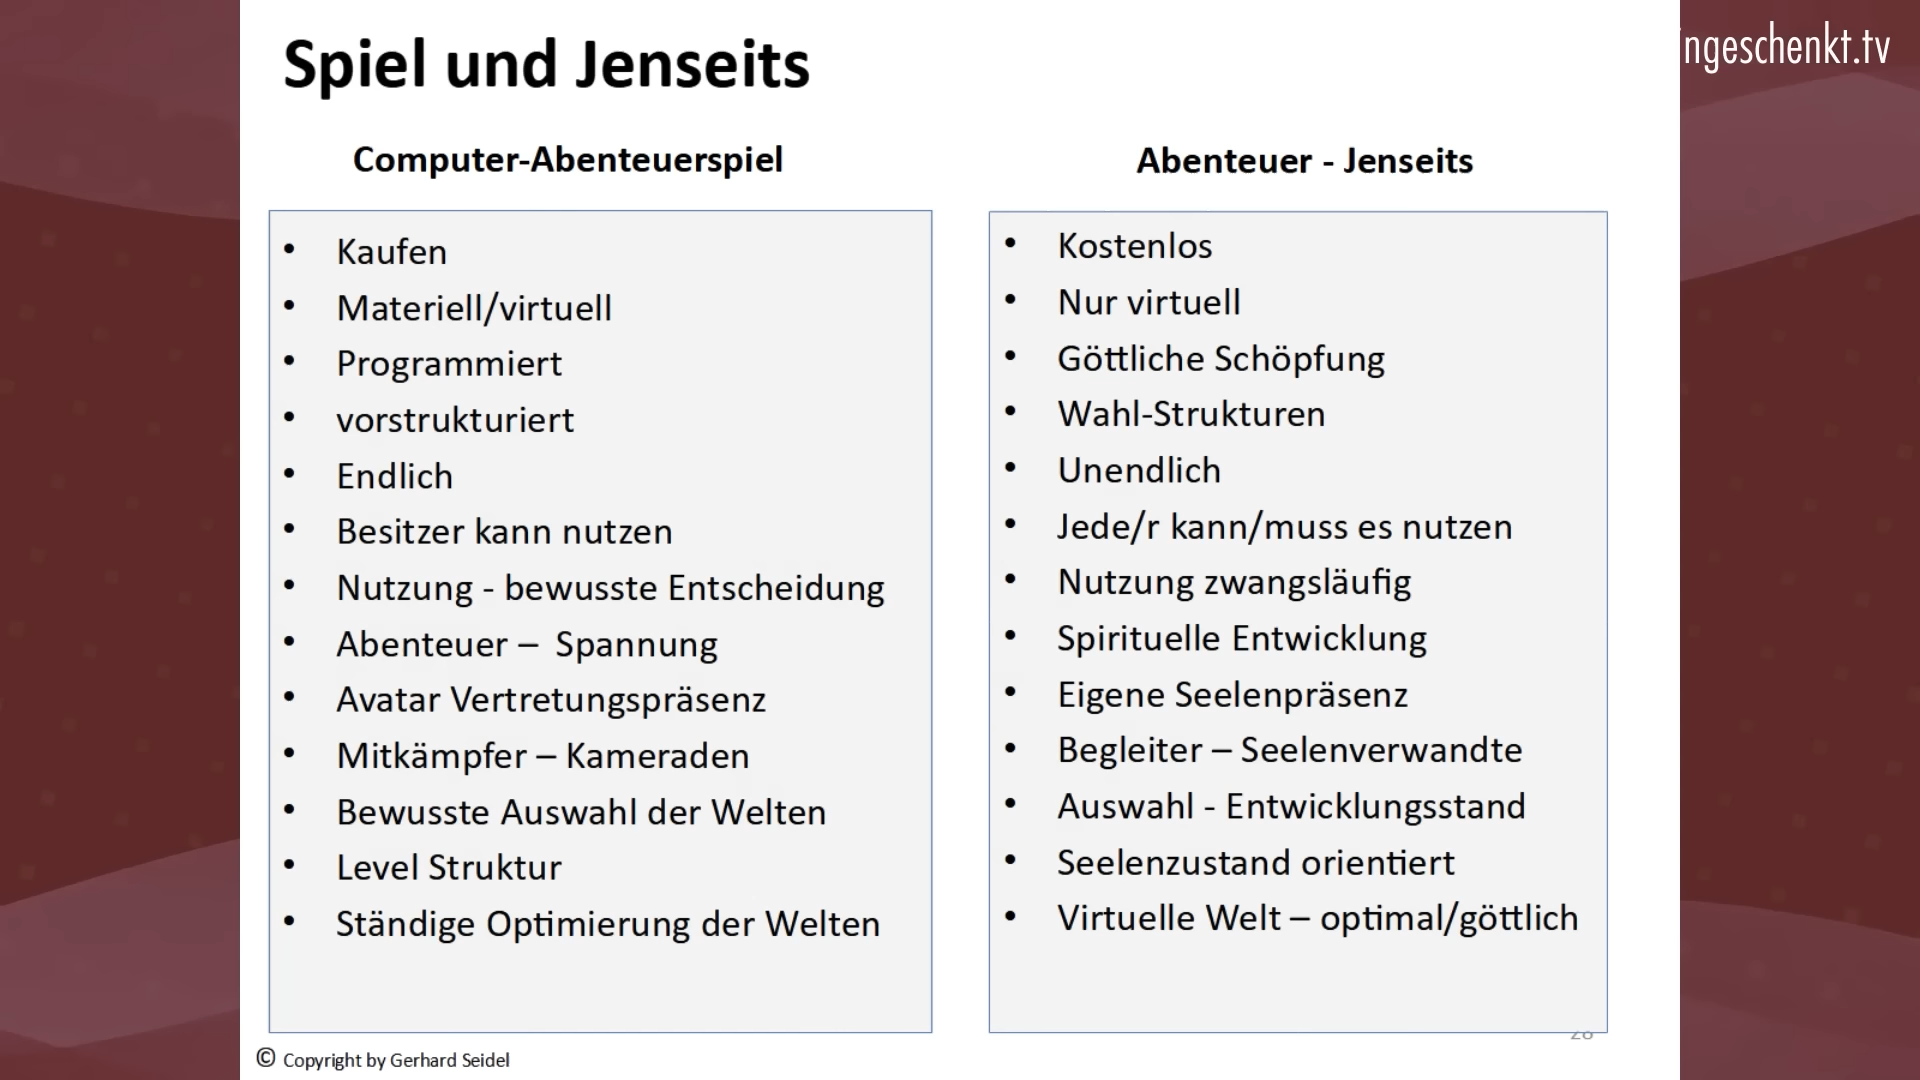 ngeschenkt.tv
Spiel und Jenseits
Computer-Abenteuerspiel
• Kaufen
• Materiell/virtuell
• Programmiert
• vorstrukturiert
• Endlich
• Besitzer kann nutzen
• Nutzung - bewusste Entscheidung
• Abenteuer – Spannung
• Avatar Vertretungspräsenz
• Mitkämpfer – Kameraden
• Bewusste Auswahl der Welten
• Level Struktur
• Ständige Optimierung der Welten
Abenteuer - Jenseits
• Kostenlos
• Nur virtuell
• Göttliche Schöpfung
• Wahl-Strukturen
• Unendlich
• Jede/r kann/muss es nutzen
• Nutzung zwangsläufig
• Spirituelle Entwicklung
• Eigene Seelenpräsenz
• Begleiter – Seelenverwandte
• Auswahl - Entwicklungsstand
• Seelenzustand orientiert
• Virtuelle Welt – optimal/göttlich
© Copyright by Gerhard Seidel